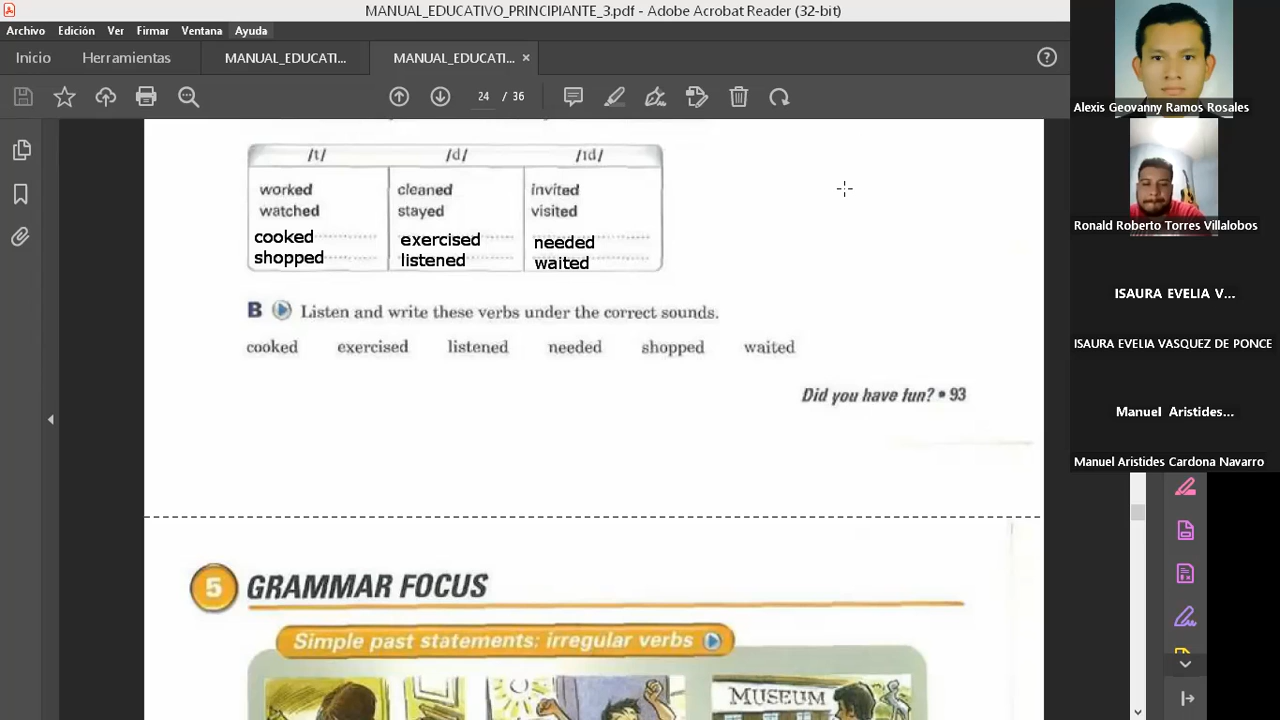 MANUAL_EDUCATIVO_PRINCIPIANTE_3.pdf - Adobe Acrobat Reader (32-bit)
Archivo Edición Ver Firmar Ventana Ayuda
Inicio Herramientas MANUAL_EDUCATI... MANUAL_EDUCATI... ×
24 / 36
/t/ /d/ /ɪd/
worked cleaned invited
watched stayed visited
cooked exercised needed
shopped listened waited
B Listen and write these verbs under the correct sounds.
cooked exercised listened needed shopped waited
Did you have fun? • 93
5 GRAMMAR FOCUS
Simple past statements: irregular verbs
MUSEUM
Alexis Geovanny Ramos Rosales
Ronald Roberto Torres Villalobos
ISAURA EVELIA V...
ISAURA EVELIA VASQUEZ DE PONCE
Manuel Aristides...
Manuel Aristides Cardona Navarro